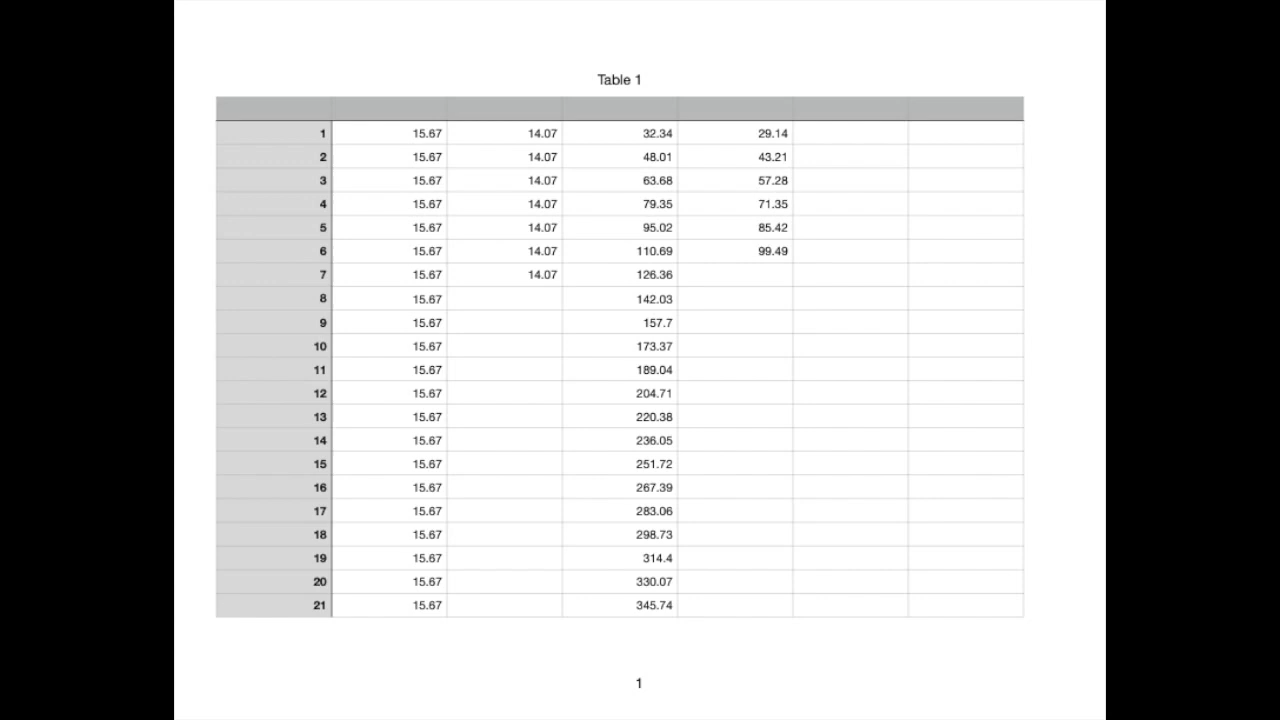 Table 1
1 15.67 14.07 32.34 29.14
2 15.67 14.07 48.01 43.21
3 15.67 14.07 63.68 57.28
4 15.67 14.07 79.35 71.35
5 15.67 14.07 95.02 85.42
6 15.67 14.07 110.69 99.49
7 15.67 14.07 126.36
8 15.67 142.03
9 15.67 157.7
10 15.67 173.37
11 15.67 189.04
12 15.67 204.71
13 15.67 220.38
14 15.67 236.05
15 15.67 251.72
16 15.67 267.39
17 15.67 283.06
18 15.67 298.73
19 15.67 314.4
20 15.67 330.07
21 15.67 345.74
1